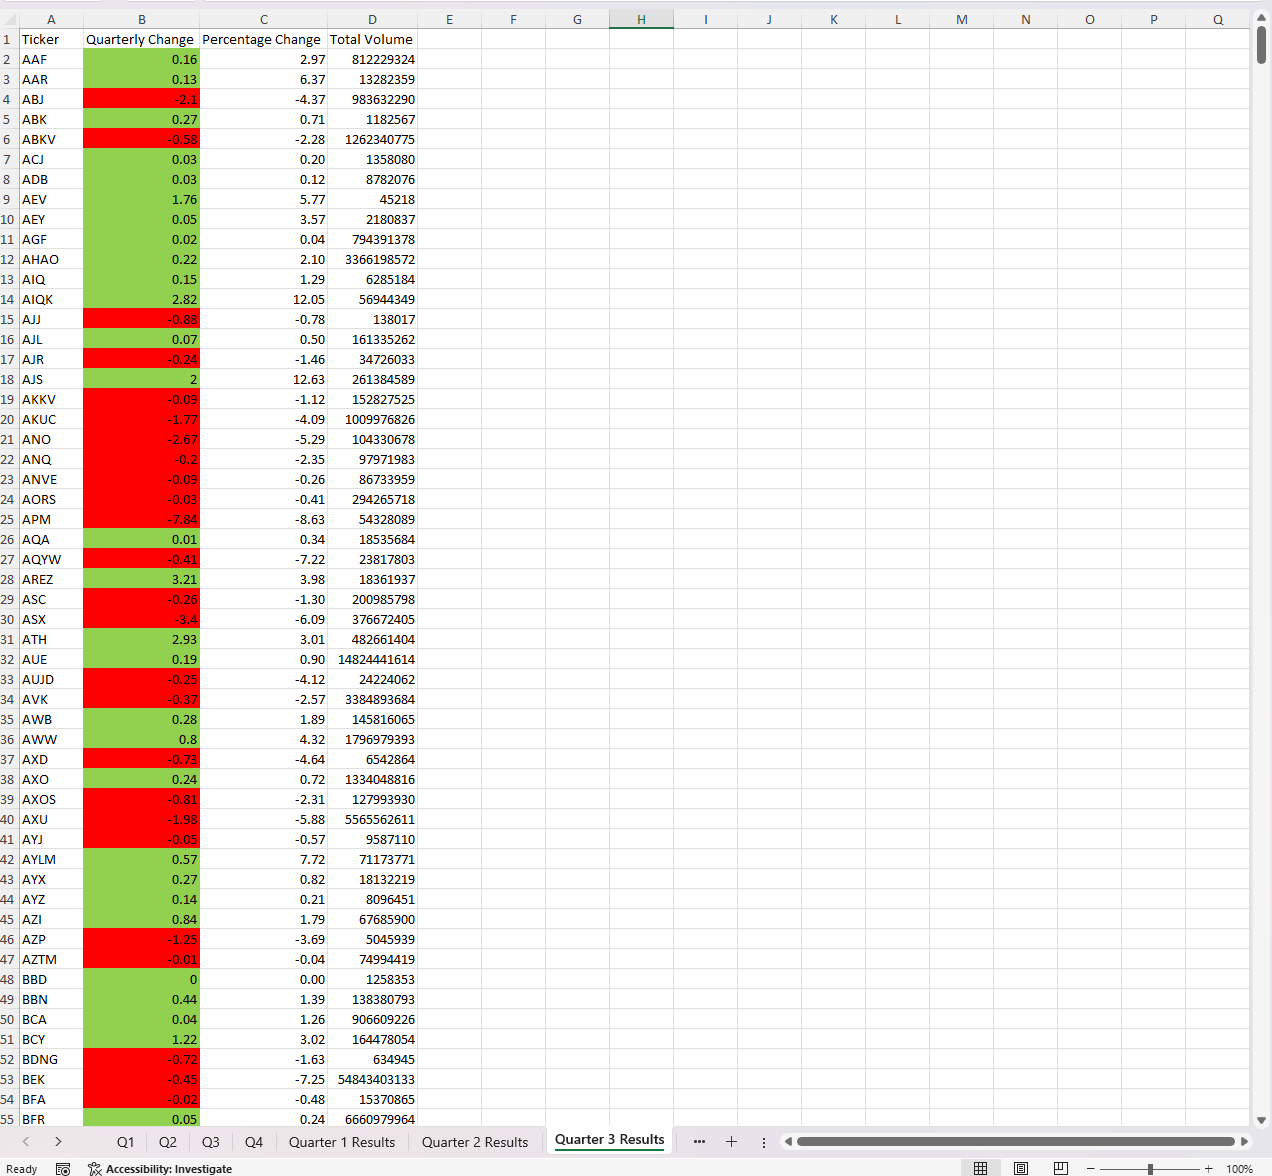 A B C D E F G H I J K L M N O P Q
1 Ticker Quarterly Change Percentage Change Total Volume
2 AAF 0.16 2.97 812229324
3 AAR 0.13 6.37 13282359
4 ABJ -2.1 -4.37 983632290
5 ABK 0.27 0.71 1182567
6 ABKV -0.58 -2.28 1262340775
7 ACJ 0.03 0.20 1358080
8 ADB 0.03 0.12 8782076
9 AEV 1.76 5.77 45218
10 AEY 0.05 3.57 2180837
11 AGF 0.02 0.04 794391378
12 AHAO 0.22 2.10 3366198572
13 AIQ 0.15 1.29 6285184
14 AIQK 2.82 12.05 56944349
15 AJJ -0.88 -0.78 138017
16 AJL 0.07 0.50 161335262
17 AJR -0.24 -1.46 34726033
18 AJS 2 12.63 261384589
19 AKKV -0.09 -1.12 152827525
20 AKUC -1.77 -4.09 1009976826
21 ANO -2.67 -5.29 104330678
22 ANQ -0.2 -2.35 97971983
23 ANVE -0.09 -0.26 86733959
24 AORS -0.03 -0.41 294265718
25 APM -7.84 -8.63 54328089
26 AQA 0.01 0.34 18535684
27 AQYW -0.41 -7.22 23817803
28 AREZ 3.21 3.98 18361937
29 ASC -0.26 -1.30 200985798
30 ASX -3.4 -6.09 376672405
31 ATH 2.93 3.01 482661404
32 AUE 0.19 0.90 14824441614
33 AUJD -0.25 -4.12 24224062
34 AVK -0.37 -2.57 3384893684
35 AWB 0.28 1.89 145816065
36 AWW 0.8 4.32 1796979393
37 AXD -0.73 -4.64 6542864
38 AXO 0.24 0.72 1334048816
39 AXOS -0.81 -2.31 127993930
40 AXU -1.98 -5.88 5565562611
41 AYJ -0.05 -0.57 9587110
42 AYLM 0.57 7.72 71173771
43 AYX 0.27 0.82 18132219
44 AYZ 0.14 0.21 8096451
45 AZI 0.84 1.79 67685900
46 AZP -1.25 -3.69 5045939
47 AZTM -0.01 -0.04 74994419
48 BBD 0 0.00 1258353
49 BBN 0.44 1.39 138380793
50 BCA 0.04 1.26 906609226
51 BCY 1.22 3.02 164478054
52 BDNG -0.72 -1.63 634945
53 BEK -0.45 -7.25 54843403133
54 BFA -0.02 -0.48 15370865
55 BFR 0.05 0.24 6660979964
Q1 Q2 Q3 Q4 Quarter 1 Results Quarter 2 Results Quarter 3 Results
Ready Accessibility: Investigate 100%